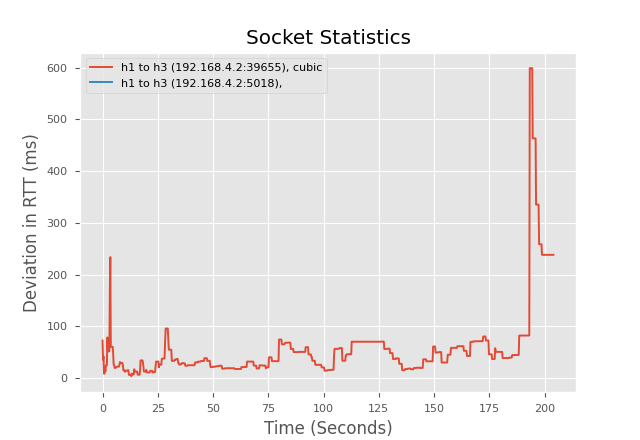 Socket Statistics
h1 to h3 (192.168.4.2:39655), cubic
h1 to h3 (192.168.4.2:5018),
Deviation in RTT (ms)
600
500
400
300
200
100
0
0 25 50 75 100 125 150 175 200
Time (Seconds)